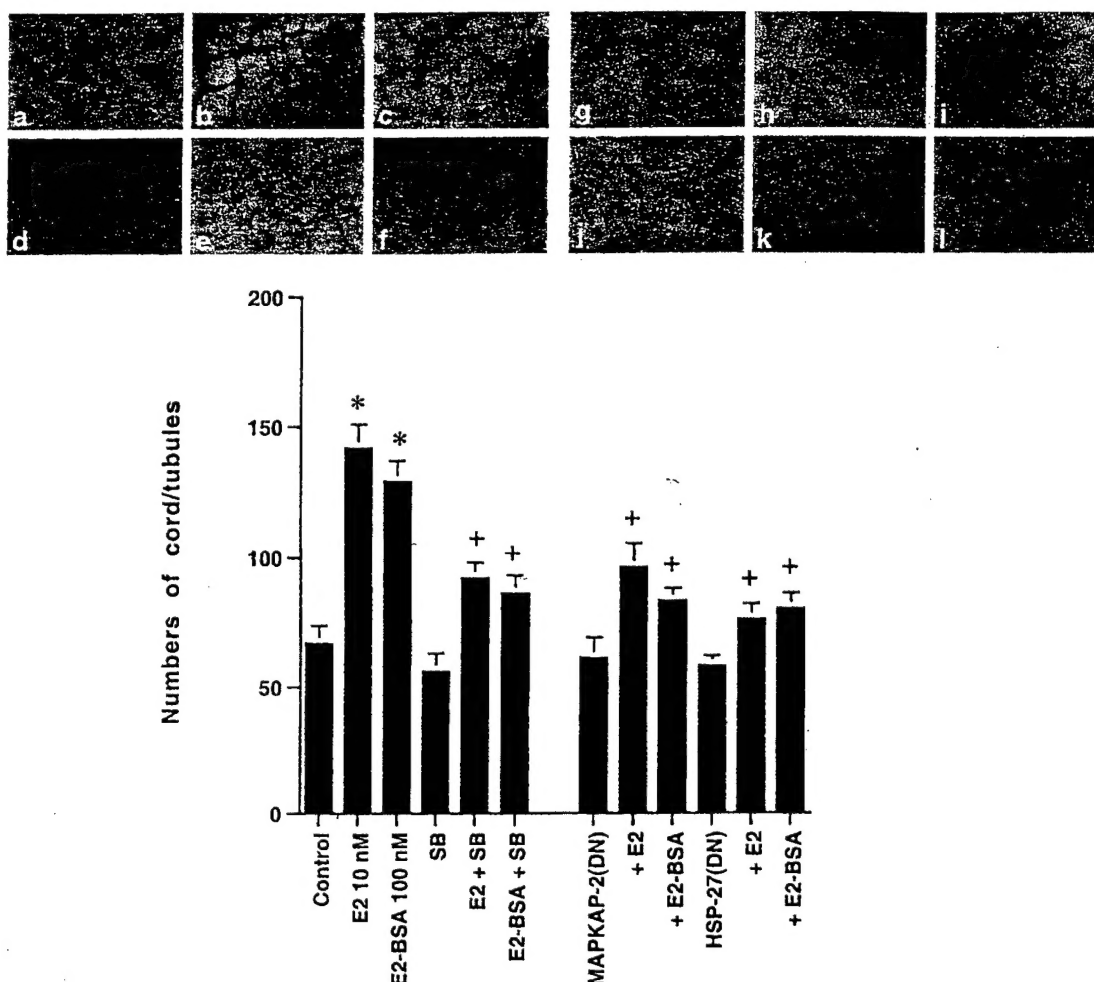 a b c g h i
d e f j k l
200
150
100
50
0
Numbers of cord/tubules
* * + + + + + +
Control
E2 10 nM
E2-BSA 100 nM
SB
E2 + SB
E2-BSA + SB
MAPKAP-2(DN)
+ E2
+ E2-BSA
HSP-27(DN)
+ E2
+ E2-BSA